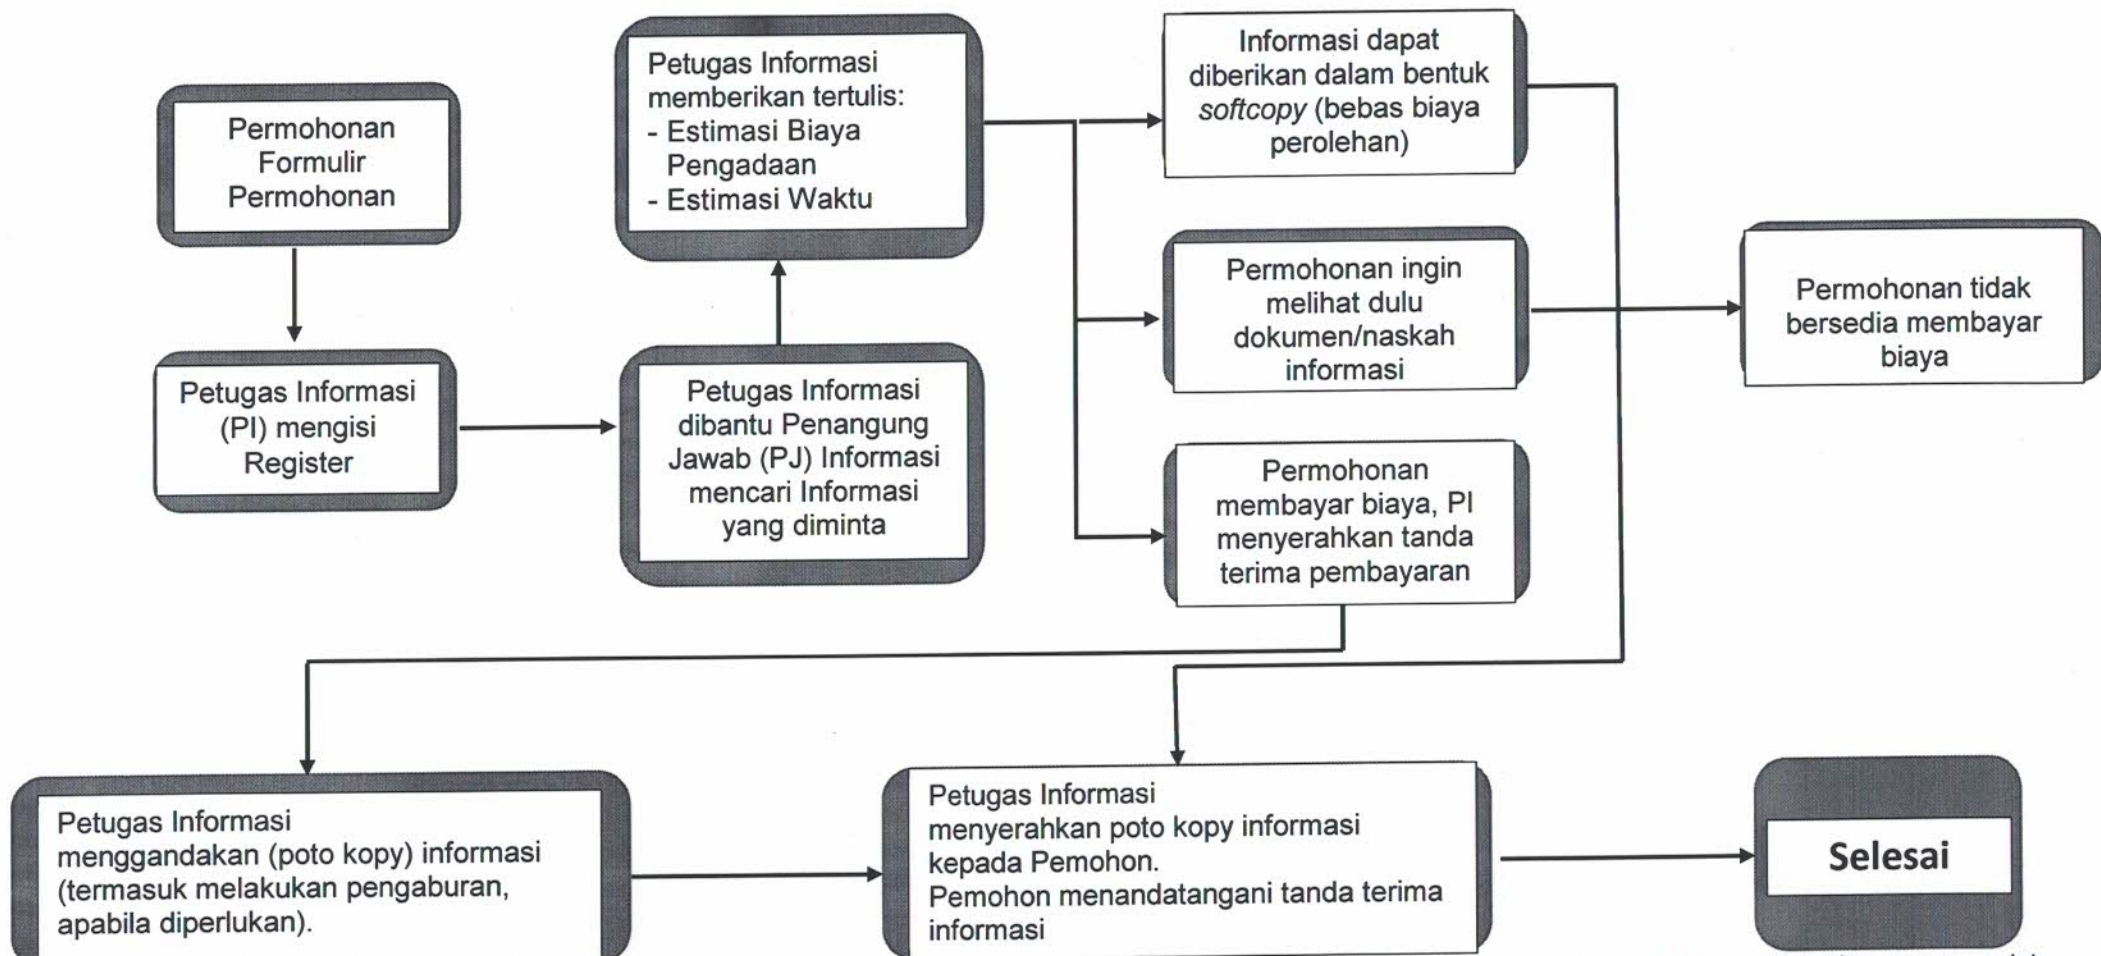 Permohonan
Formulir
Permohonan
Petugas Informasi
(PI) mengisi
Register
Petugas Informasi
dibantu Penangung
Jawab (PJ) Informasi
mencari Informasi
yang diminta
Petugas Informasi
memberikan tertulis:
- Estimasi Biaya
Pengadaan
- Estimasi Waktu
Informasi dapat
diberikan dalam bentuk
softcopy (bebas biaya
perolehan)
Permohonan ingin
melihat dulu
dokumen/naskah
informasi
Permohonan
membayar biaya, PI
menyerahkan tanda
terima pembayaran
Permohonan tidak
bersedia membayar
biaya
Petugas Informasi
menggandakan (poto kopy) informasi
(termasuk melakukan pengaburan,
apabila diperlukan).
Petugas Informasi
menyerahkan poto kopy informasi
kepada Pemohon.
Pemohon menandatangani tanda terima
informasi
Selesai